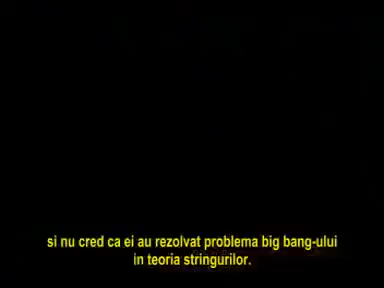 si nu cred ca ei au rezolvat problema big bang-ului
in teoria stringurilor.